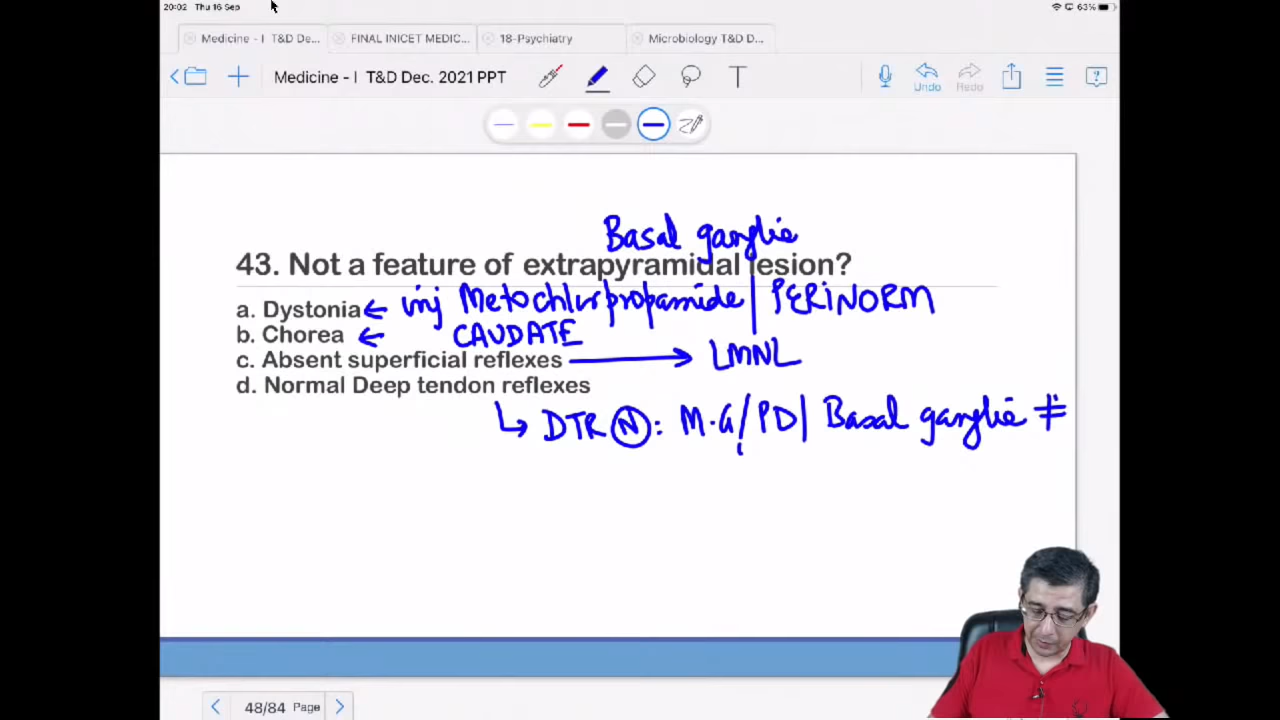 20:02 Thu 16 Sep
63%
Medicine - I T&D De...
FINAL INICET MEDIC...
18-Psychiatry
Microbiology T&D D...
Medicine - I T&D Dec. 2021 PPT
Undo
Redo
Basal ganglie
43. Not a feature of extrapyramidal lesion?
a. Dystonia ← inj Metochlorpropamide | PERINORM
b. Chorea ← CAUDATE
c. Absent superficial reflexes → LMNL
d. Normal Deep tendon reflexes
↳ DTR N : M.G/PD| Basal ganglie #
48/84 Page